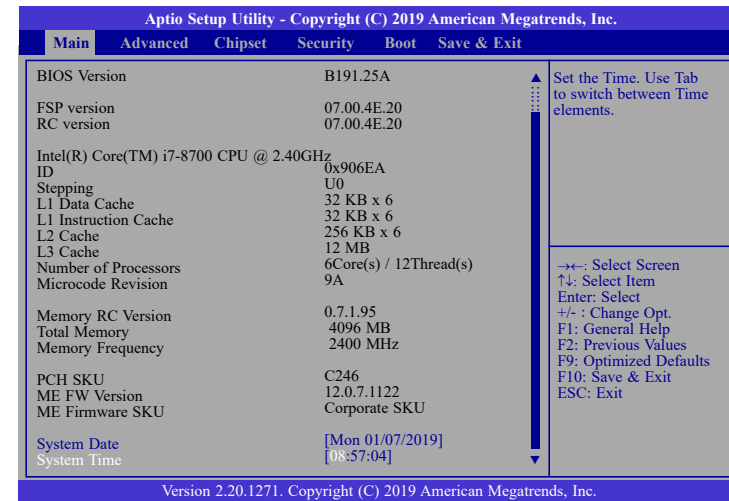 Aptio Setup Utility - Copyright (C) 2019 American Megatrends, Inc.
Main Advanced Chipset Security Boot Save & Exit
BIOS Version B191.25A
FSP version 07.00.4E.20
RC version 07.00.4E.20
Intel(R) Core(TM) i7-8700 CPU @ 2.40GHz
ID 0x906EA
Stepping U0
L1 Data Cache 32 KB x 6
L1 Instruction Cache 32 KB x 6
L2 Cache 256 KB x 6
L3 Cache 12 MB
Number of Processors 6Core(s) / 12Thread(s)
Microcode Revision 9A
Memory RC Version 0.7.1.95
Total Memory 4096 MB
Memory Frequency 2400 MHz
PCH SKU C246
ME FW Version 12.0.7.1122
ME Firmware SKU Corporate SKU
System Date [Mon 01/07/2019]
System Time [08:57:04]
Set the Time. Use Tab
to switch between Time
elements.
→←: Select Screen
↑↓: Select Item
Enter: Select
+/- : Change Opt.
F1: General Help
F2: Previous Values
F9: Optimized Defaults
F10: Save & Exit
ESC: Exit
Version 2.20.1271. Copyright (C) 2019 American Megatrends, Inc.